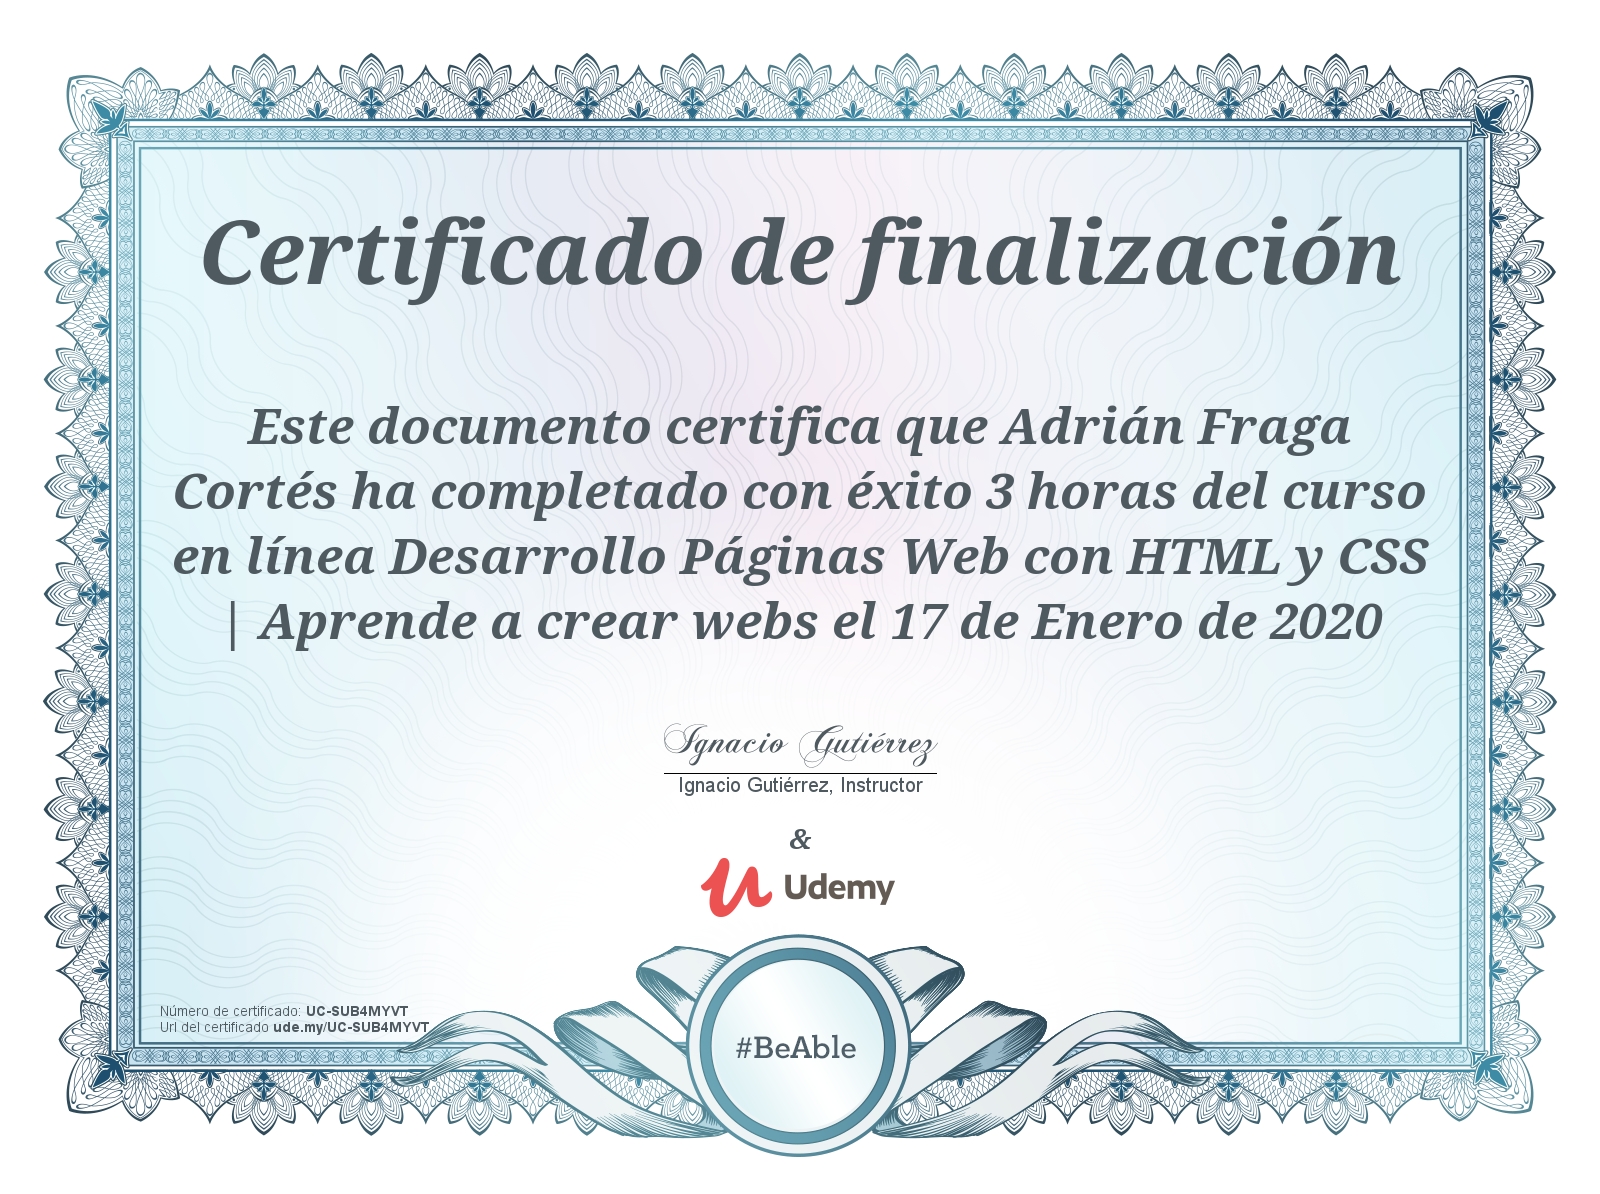 Certificado de finalización
Este documento certifica que Adrián Fraga
Cortés ha completado con éxito 3 horas del curso
en línea Desarrollo Páginas Web con HTML y CSS
| Aprende a crear webs el 17 de Enero de 2020
Ignacio Gutiérrez
Ignacio Gutiérrez, Instructor
&
Udemy
#BeAble
Número de certificado: UC-SUB4MYVT
Url del certificado ude.my/UC-SUB4MYVT